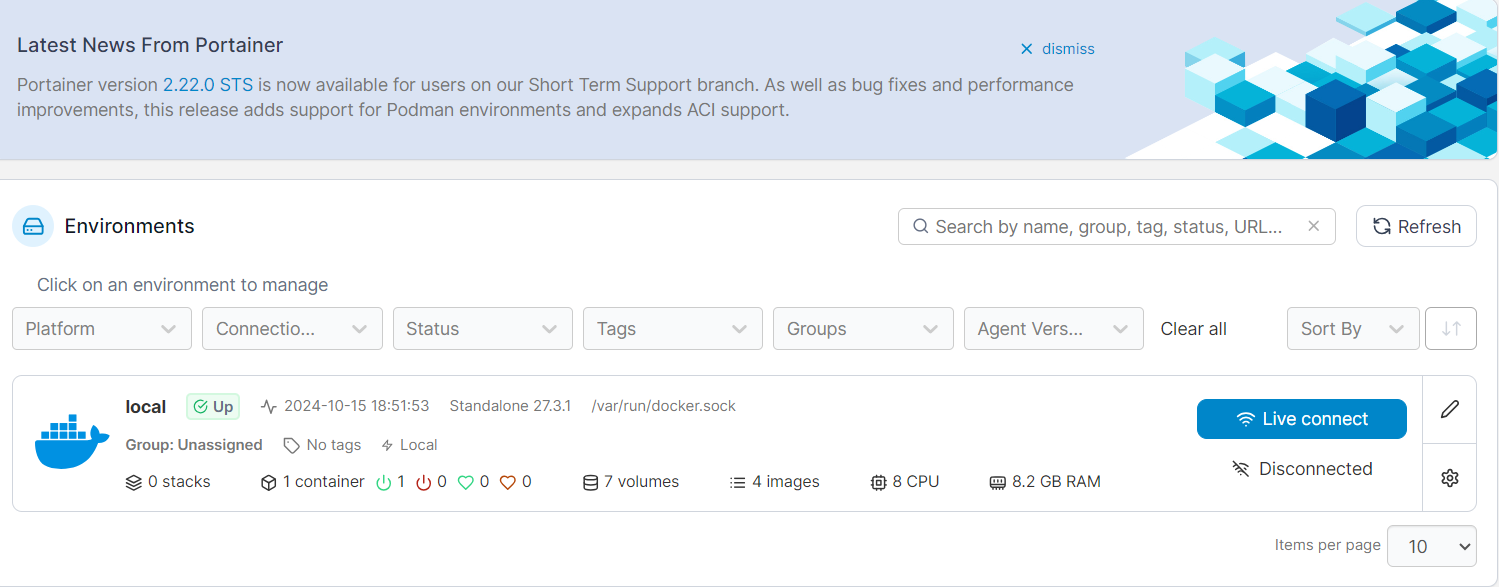 Latest News From Portainer
dismiss
Portainer version 2.22.0 STS is now available for users on our Short Term Support branch. As well as bug fixes and performance
improvements, this release adds support for Podman environments and expands ACI support.
Environments
Search by name, group, tag, status, URL...
Refresh
Click on an environment to manage
Platform
Connectio...
Status
Tags
Groups
Agent Vers...
Clear all
Sort By
local
Up
2024-10-15 18:51:53
Standalone 27.3.1
/var/run/docker.sock
Live connect
Group: Unassigned
No tags
Local
Disconnected
0 stacks
1 container
1
0
0
0
7 volumes
4 images
8 CPU
8.2 GB RAM
Items per page
10